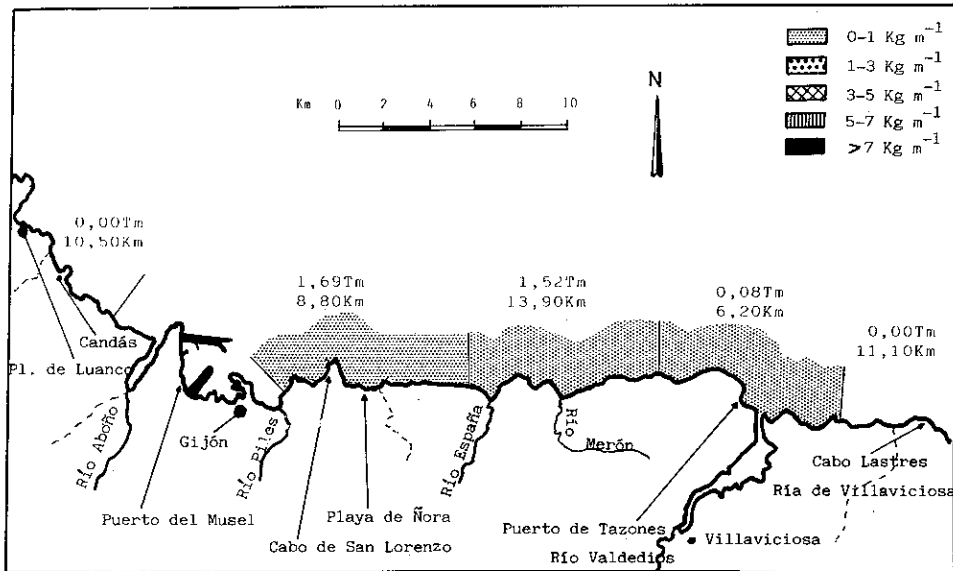 0-1 Kg m⁻¹
1-3 Kg m⁻¹
3-5 Kg m⁻¹
5-7 Kg m⁻¹
>7 Kg m⁻¹
N
Km 0 2 4 6 8 10
0,00Tm
10,50Km
1,69Tm
8,80Km
1,52Tm
13,90Km
0,08Tm
6,20Km
0,00Tm
11,10Km
Candás
Pl. de Luanco
Río Aboño
Gijón
Río Piles
Río España
Río Merón
Puerto del Musel
Cabo de San Lorenzo
Playa de Ñora
Puerto de Tazones
Río Valdedios
Villaviciosa
Cabo Lastres
Ría de Villaviciosa